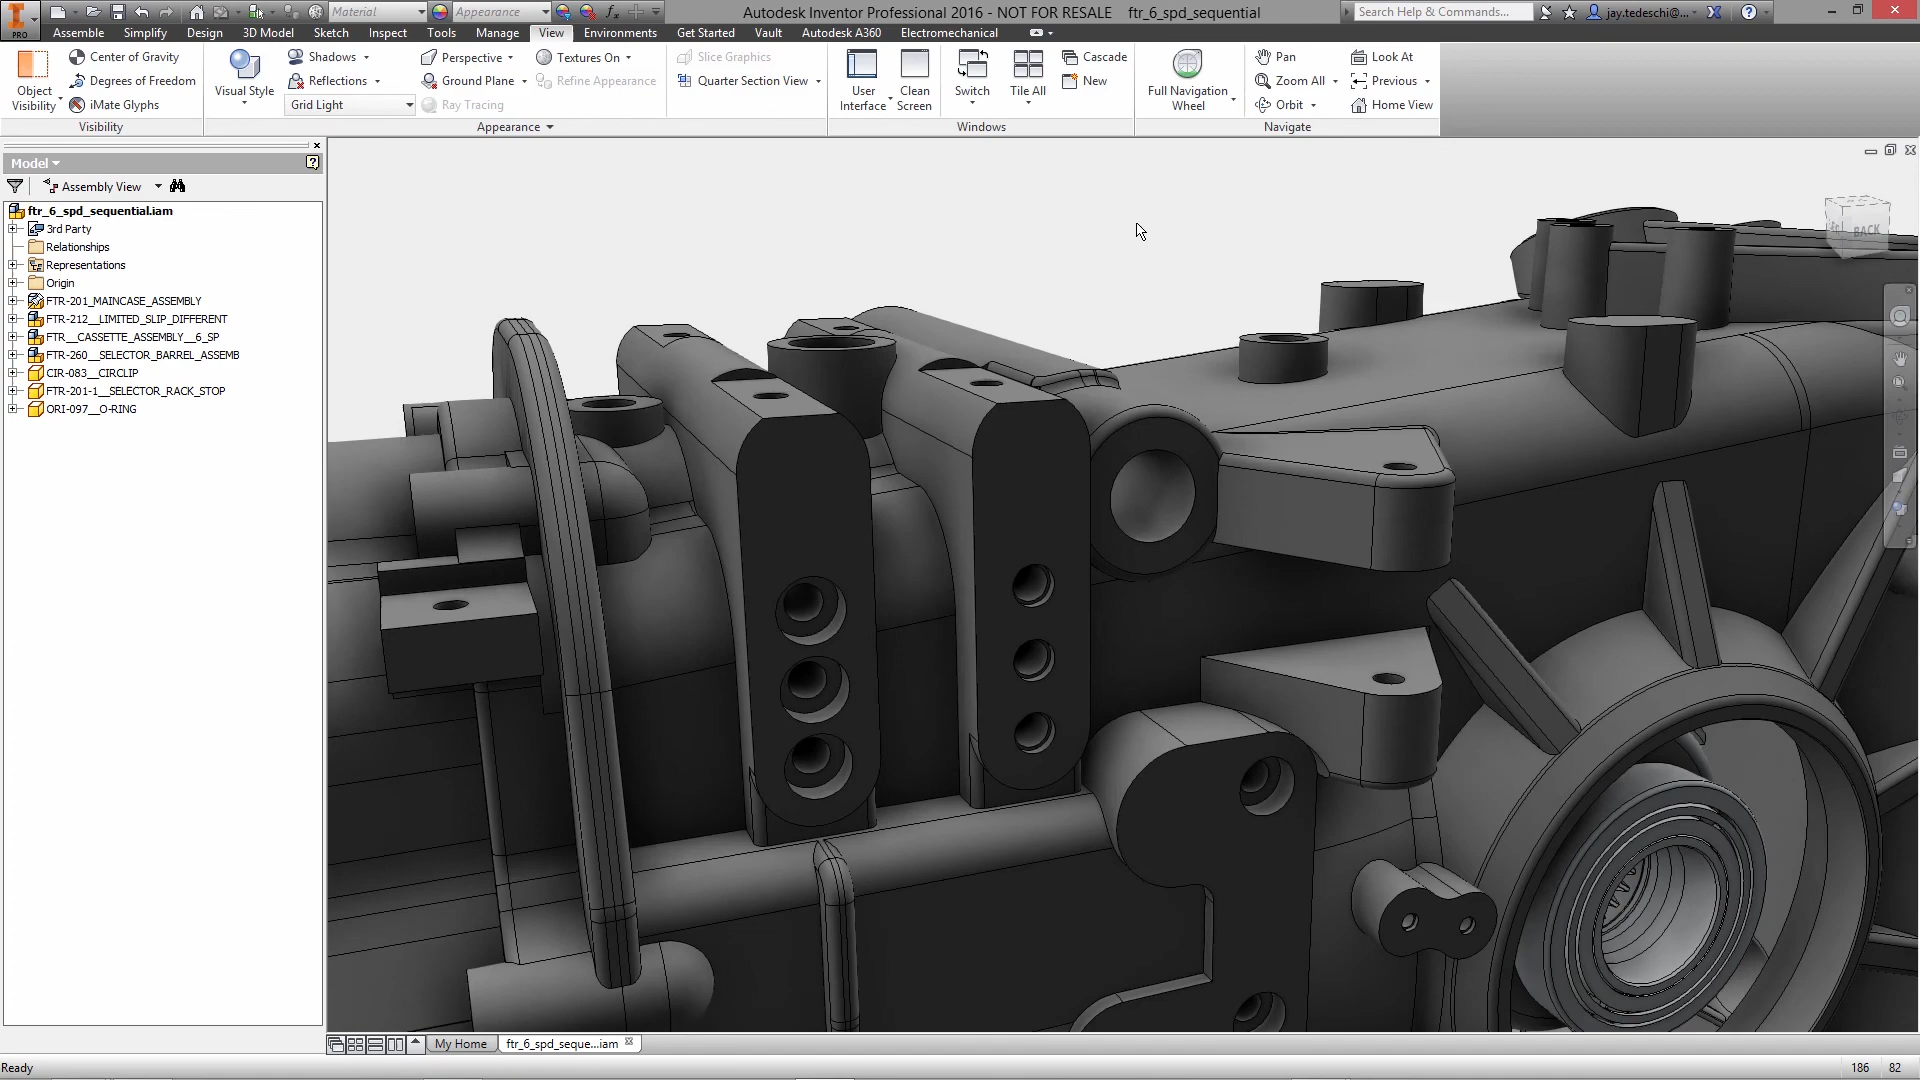 Material
Appearance
Autodesk Inventor Professional 2016 - NOT FOR RESALE ftr_6_spd_sequential
Search Help & Commands...
jay.tedeschi@...
PRO
Assemble Simplify Design 3D Model Sketch Inspect Tools Manage View Environments Get Started Vault Autodesk A360 Electromechanical
Object Visibility
Center of Gravity
Degrees of Freedom
iMate Glyphs
Visibility
Visual Style
Shadows
Reflections
Grid Light
Perspective
Ground Plane
Ray Tracing
Textures On
Refine Appearance
Slice Graphics
Quarter Section View
Appearance
User Interface
Clean Screen
Switch
Tile All
Cascade
New
Windows
Full Navigation Wheel
Pan
Zoom All
Orbit
Look At
Previous
Home View
Navigate
Model
Assembly View
ftr_6_spd_sequential.iam
3rd Party
Relationships
Representations
Origin
FTR-201_MAINCASE_ASSEMBLY
FTR-212__LIMITED_SLIP_DIFFERENT
FTR__CASSETTE_ASSEMBLY__6_SP
FTR-260__SELECTOR_BARREL_ASSEMB
CIR-083__CIRCLIP
FTR-201-1__SELECTOR_RACK_STOP
ORI-097__O-RING
BACK
My Home
ftr_6_spd_seque...iam
Ready
186 82